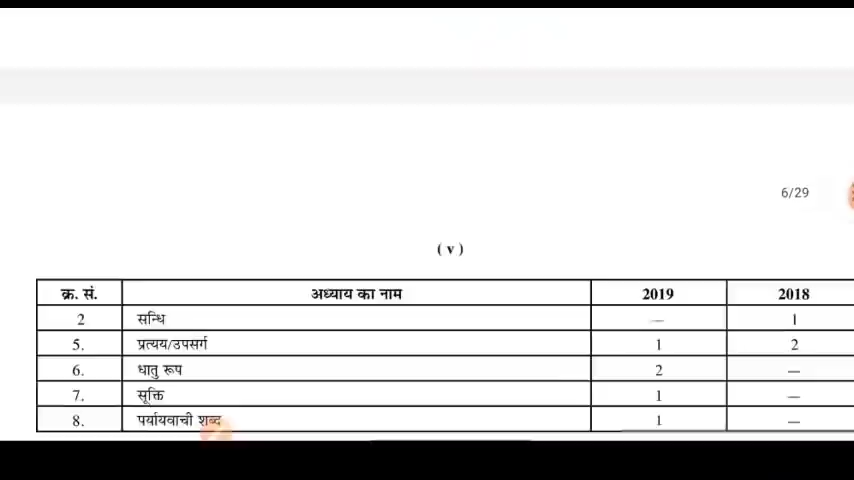 6/29
( v )
क्र. सं. अध्याय का नाम 2019 2018
2 सन्धि — 1
5. प्रत्यय/उपसर्ग 1 2
6. धातु रूप 2 —
7. सूक्ति 1 —
8. पर्यायवाची शब्द 1 —